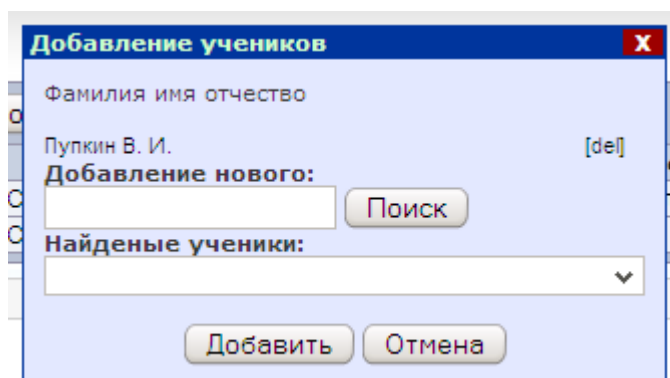 Добавление учеников X
Фамилия имя отчество
Пупкин В. И. [del]
Добавление нового:
Поиск
Найденые ученики:
Добавить Отмена